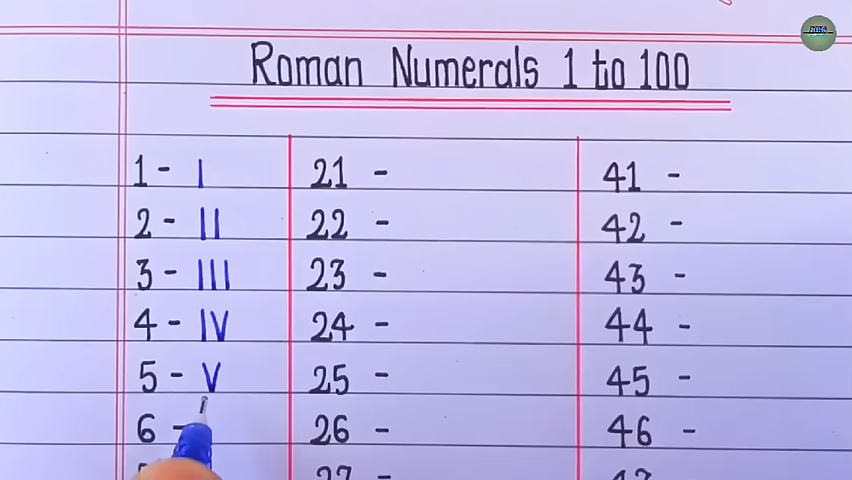 Roman Numerals 1 to 100
1 - I 21 - 41 -
2 - II 22 - 42 -
3 - III 23 - 43 -
4 - IV 24 - 44 -
5 - V 25 - 45 -
6 - 26 - 46 -